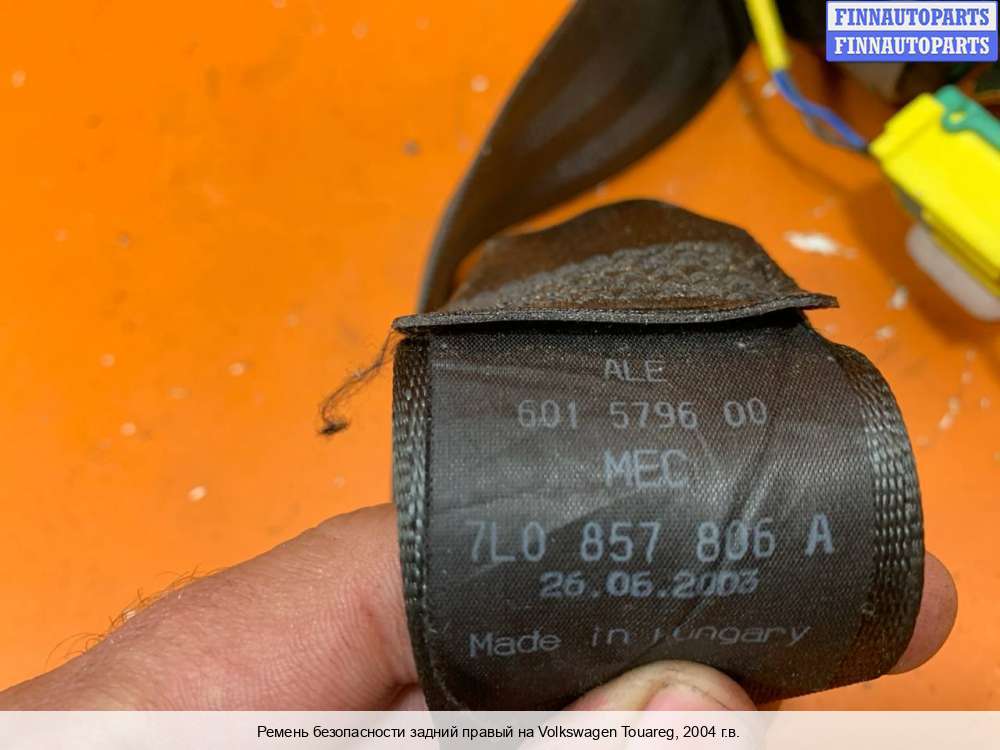 FINNAUTOPARTS
FINNAUTOPARTS
ALE
601 5796 00
MEC
7L0 857 806 A
26.06.2003
Made in Hungary
Ремень безопасности задний правый на Volkswagen Touareg, 2004 г.в.